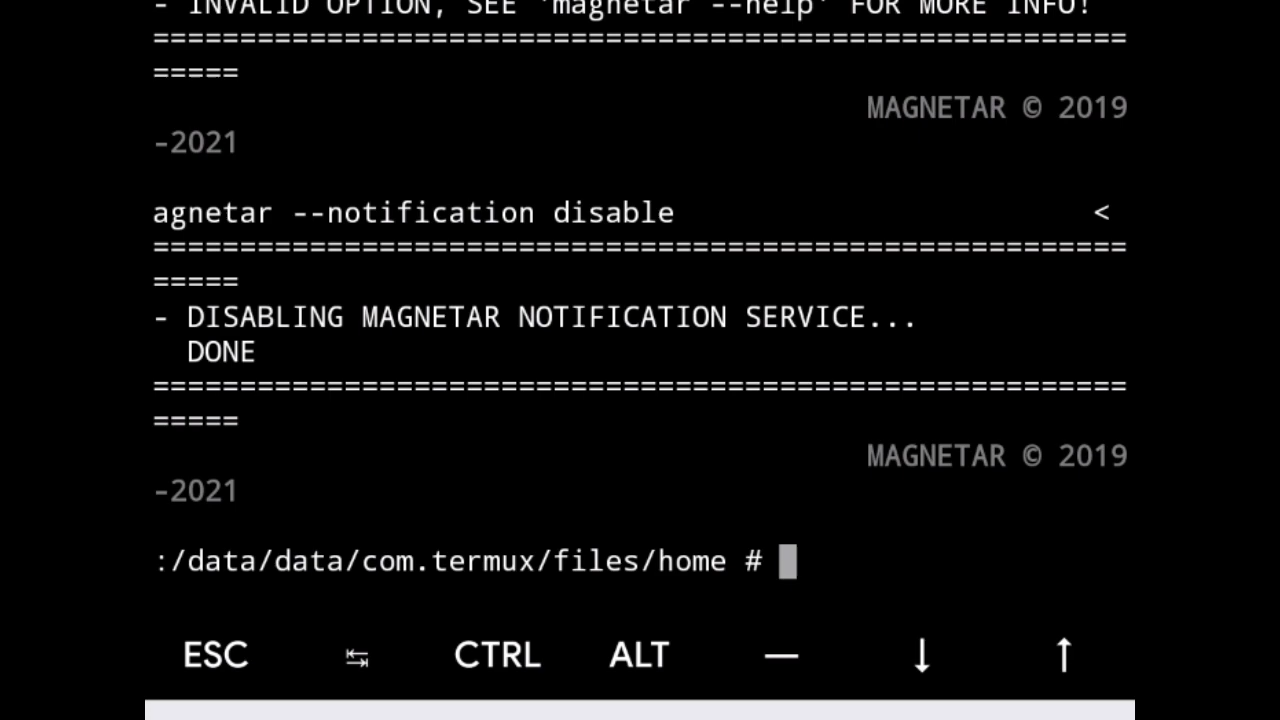 - INVALID OPTION, SEE 'magnetar --help' FOR MORE INFO!
========================================================
=====
MAGNETAR © 2019
-2021
agnetar --notification disable <
========================================================
=====
- DISABLING MAGNETAR NOTIFICATION SERVICE...
DONE
========================================================
=====
MAGNETAR © 2019
-2021
:/data/data/com.termux/files/home #
ESC ↹ CTRL ALT — ↓ ↑